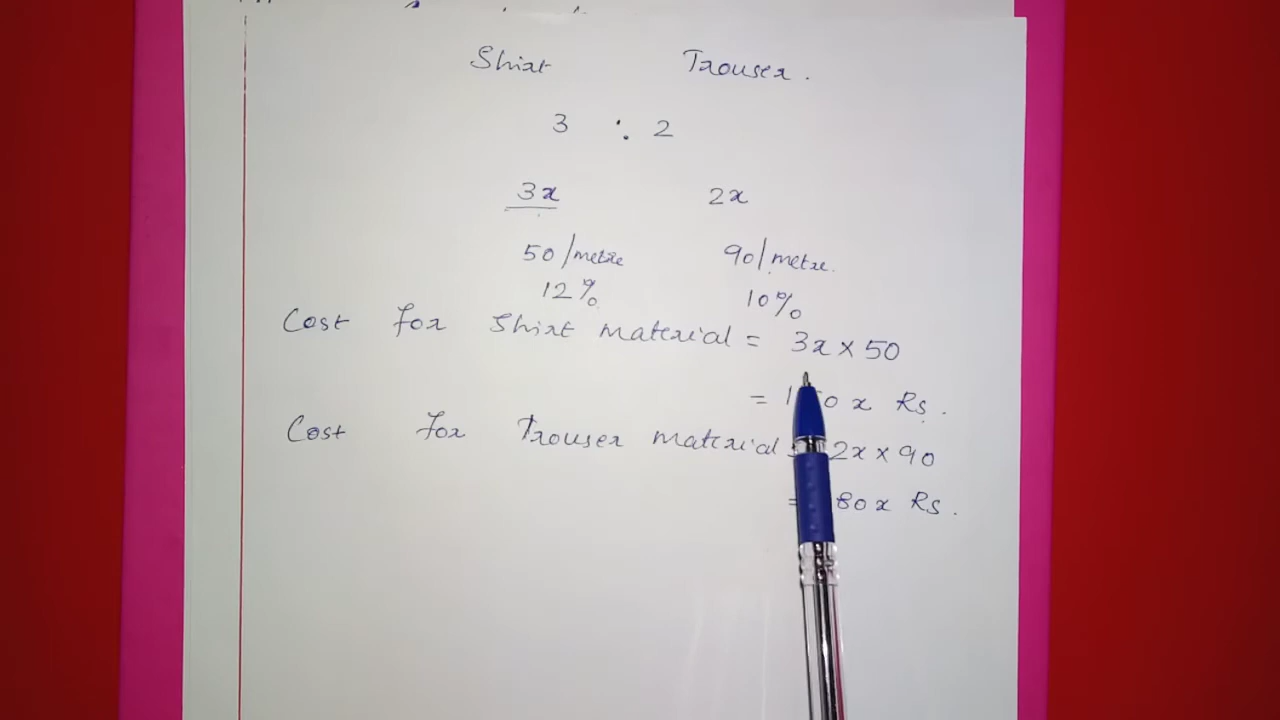 Shirt Trouser.
3 : 2
3x 2x
50/metre 90/metre.
12% 10%
Cost for Shirt material = 3x × 50
= x Rs.
Cost for Trouser material 2x × 90
= 80x Rs.